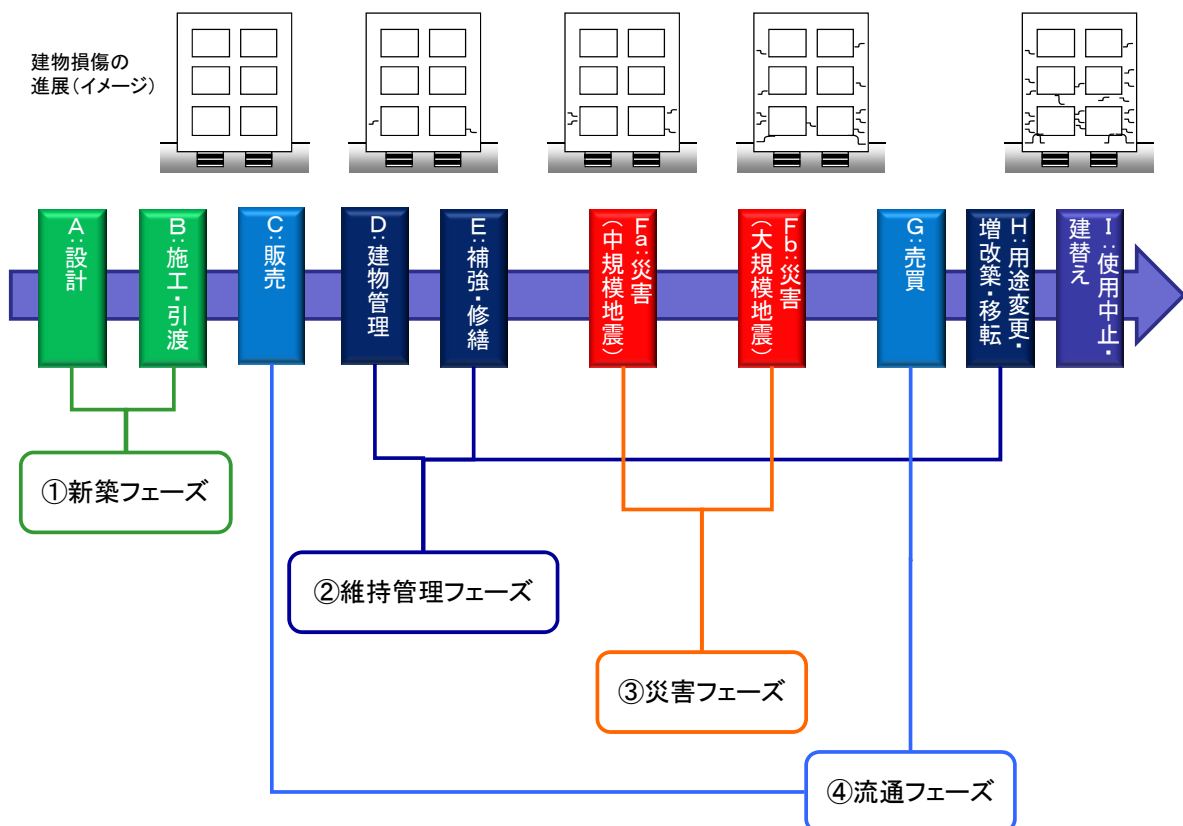 建物損傷の
進展(イメージ)
A:設計
B:施工・引渡
C:販売
D:建物管理
E:補強・修繕
Fa:災害
(中規模地震)
Fb:災害
(大規模地震)
G:売買
H:用途変更・
増改築・移転
I:使用中止・
建替え
①新築フェーズ
②維持管理フェーズ
③災害フェーズ
④流通フェーズ